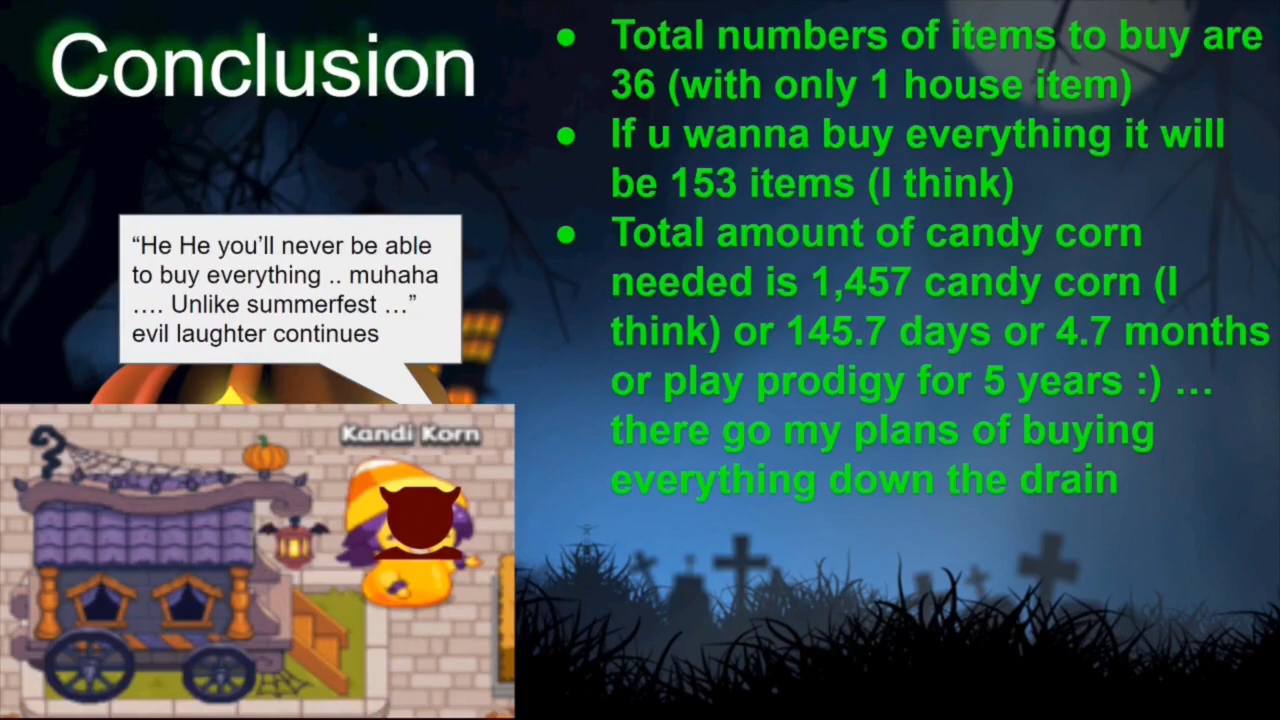 Conclusion
“He He you’ll never be able
to buy everything .. muhaha
…. Unlike summerfest …”
evil laughter continues
Kandi Korn
● Total numbers of items to buy are
36 (with only 1 house item)
● If u wanna buy everything it will
be 153 items (I think)
● Total amount of candy corn
needed is 1,457 candy corn (I
think) or 145.7 days or 4.7 months
or play prodigy for 5 years :) …
there go my plans of buying
everything down the drain